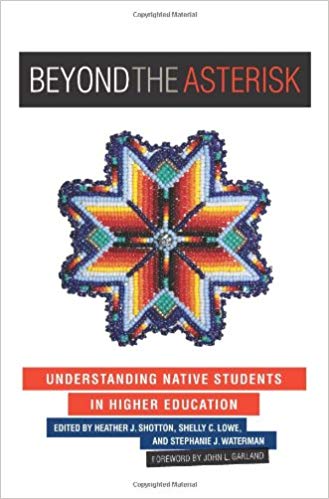 BEYOND THE ASTERISK
UNDERSTANDING NATIVE STUDENTS
IN HIGHER EDUCATION
EDITED BY HEATHER J. SHOTTON, SHELLY C. LOWE,
AND STEPHANIE J. WATERMAN
FOREWORD BY JOHN L. GARLAND